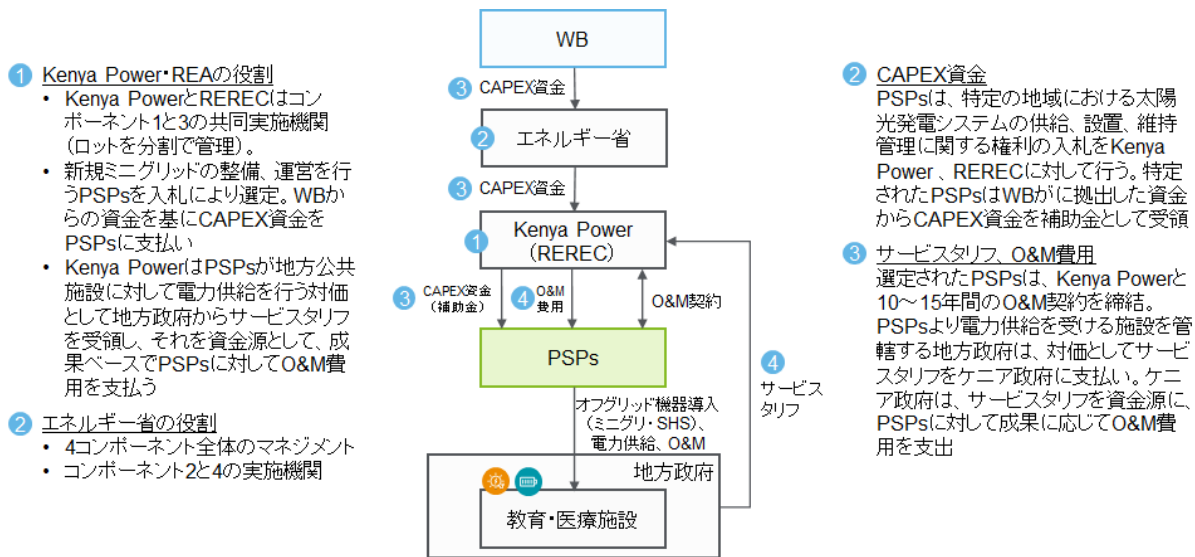 1 Kenya Power・REAの役割
• Kenya PowerとRERECはコン
ポーネント1と3の共同実施機関
（ロットを分割で管理）。
• 新規ミニグリッドの整備、運営を行
うPSPsを入札により選定。WBか
らの資金を基にCAPEX資金を
PSPsに支払い
• Kenya PowerはPSPsが地方公共
施設に対して電力供給を行う対価
として地方政府からサービスタリフ
を受領し、それを資金源として、成
果ベースでPSPsに対してO&M費
用を支払う
2 エネルギー省の役割
• 4コンポーネント全体のマネジメント
• コンポーネント2と4の実施機関
WB
3 CAPEX資金
2 エネルギー省
3 CAPEX資金
1 Kenya Power
(REREC)
3 CAPEX資金
（補助金）
4 O&M
費用
O&M契約
PSPs
4
サービス
タリフ
オフグリッド機器導入
（ミニグリ・SHS）、
電力供給、O&M
地方政府
教育・医療施設
2 CAPEX資金
PSPsは、特定の地域における太陽
光発電システムの供給、設置、維持
管理に関する権利の入札をKenya
Power 、RERECに対して行う。特定
されたPSPsはWBがに拠出した資金
からCAPEX資金を補助金として受領
3 サービスタリフ、O&M費用
選定されたPSPsは、Kenya Powerと
10～15年間のO&M契約を締結。
PSPsより電力供給を受ける施設を管
轄する地方政府は、対価としてサービ
スタリフをケニア政府に支払い。ケニ
ア政府は、サービスタリフを資金源に、
PSPsに対して成果に応じてO&M費
用を支出